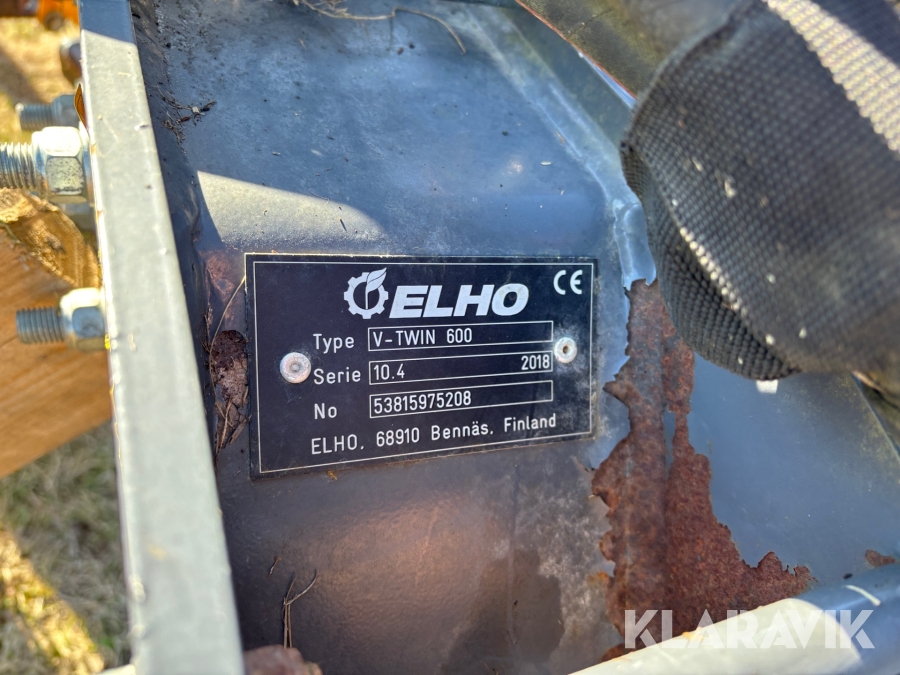 ELHO CE
Type V-TWIN 600
Serie 10.4 2018
No 53815975208
ELHO. 68910 Bennäs. Finland
KLARAVIK